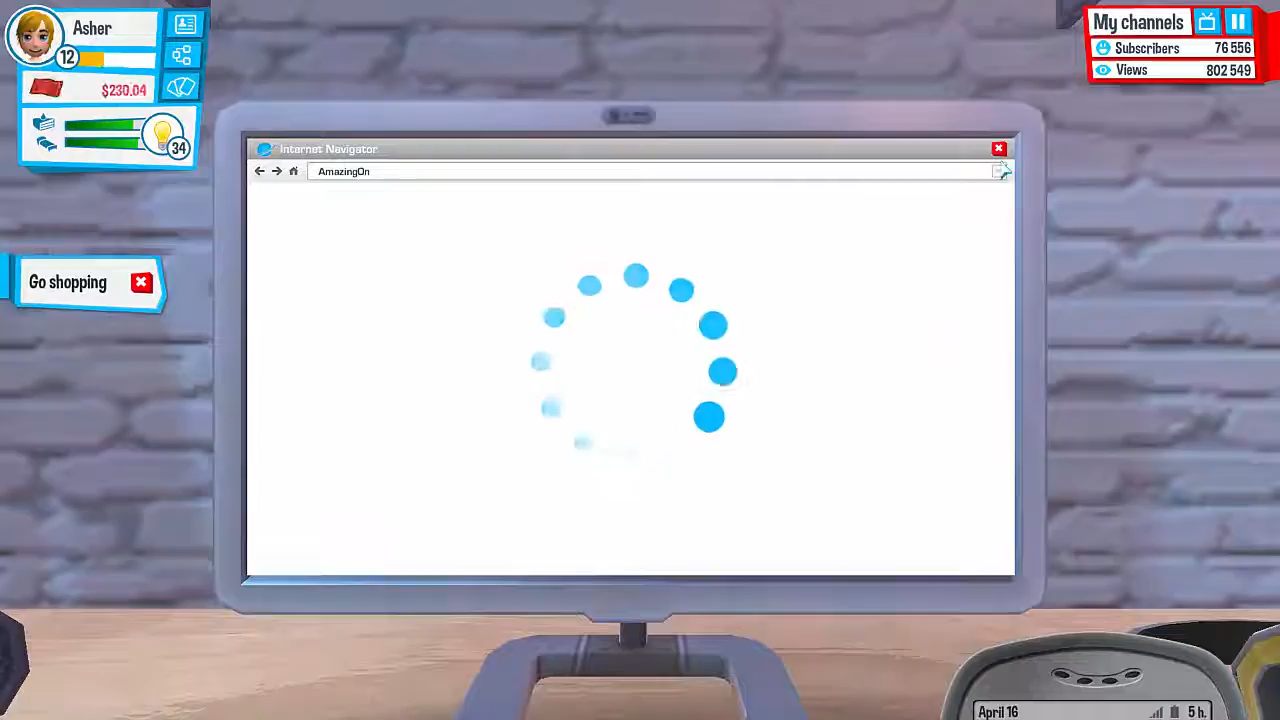 Asher
12
$230.04
34
My channels
Subscribers 76 556
Views 802 549
Internet Navigator
AmazingOn
Go shopping
April 16 5 h.